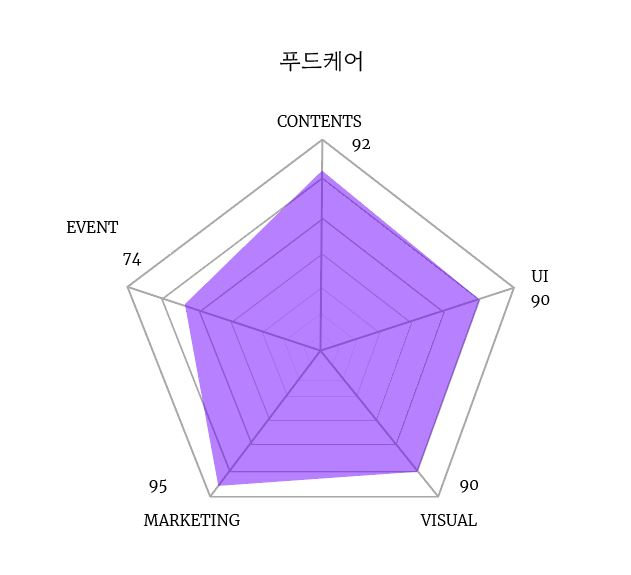 푸드케어
CONTENTS
92
EVENT
74
UI
90
95
90
MARKETING
VISUAL